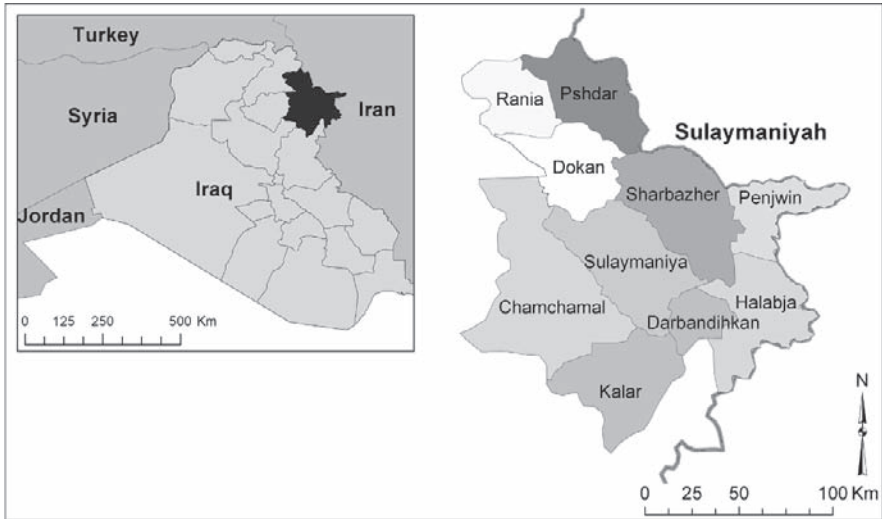 Turkey
Syria
Iran
Iraq
Jordan
0 125 250 500 Km
Rania
Pshdar
Sulaymaniyah
Dokan
Sharbazher
Penjwin
Sulaymaniya
Chamchamal
Halabja
Darbandihkan
Kalar
N
0 25 50 100 Km